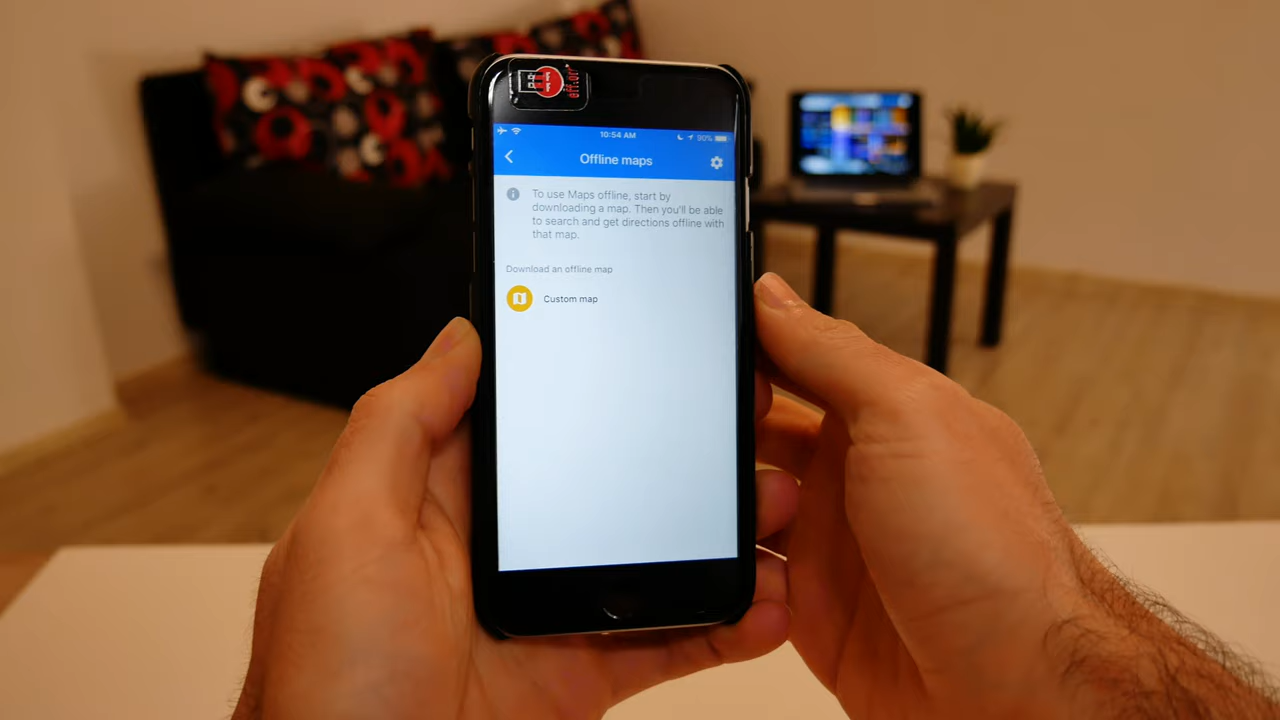 10:54 AM
90%
Offline maps
To use Maps offline, start by
downloading a map. Then you'll be able
to search and get directions offline with
that map.
Download an offline map
Custom map